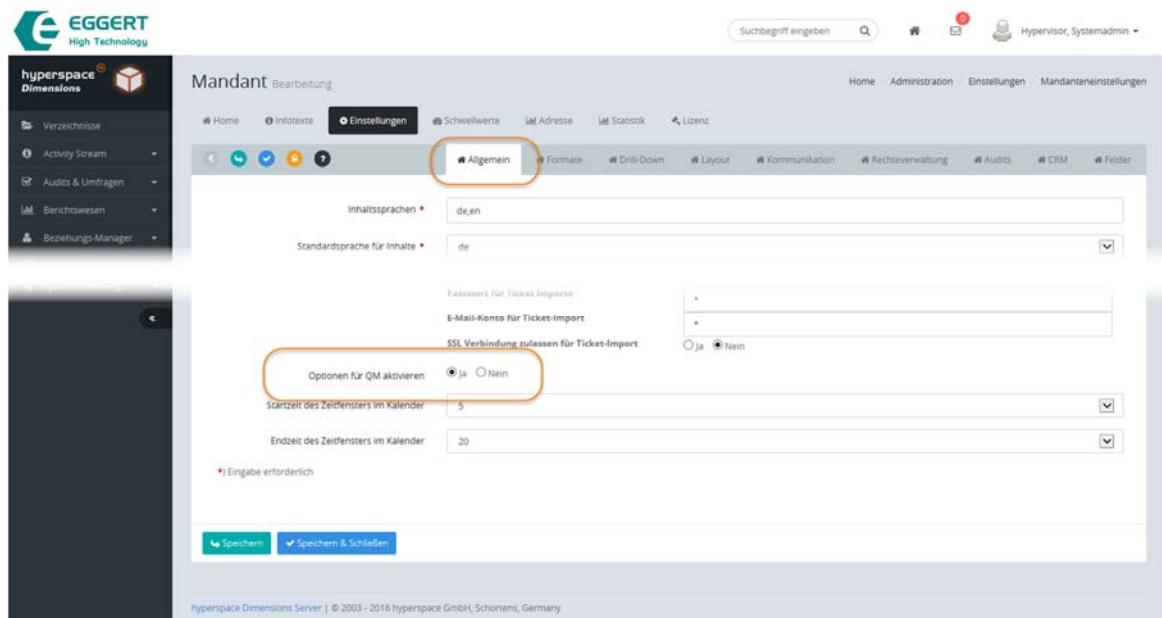 EGGERT
High Technology
Suchbegriff eingeben
0
Hypervisor, Systemadmin
hyperspace
Dimensions
Mandant Bearbeitung
Home Administration Einstellungen Mandanteneinstellungen
Home Infotexte Einstellungen Schwellwerte Adresse Statistik Lizenz
Verzeichnisse
Activity Stream
Audits & Umfragen
Berichtswesen
Beziehungs-Manager
Allgemein Formate Drill-Down Layout Kommunikation Rechteverwaltung Audits CRM Felder
Inhaltssprachen *
de,en
Standardsprache für Inhalte *
de
Passwort für Ticket-Importe
*
E-Mail-Konto für Ticket-Import
*
SSL Verbindung zulassen für Ticket-Import
Ja Nein
Optionen für QM aktivieren
Ja Nein
Startzeit des Zeitfensters im Kalender
5
Endzeit des Zeitfensters im Kalender
20
*) Eingabe erforderlich
Speichern Speichern & Schließen
hyperspace Dimensions Server | © 2003 - 2016 hyperspace GmbH, Schortens, Germany